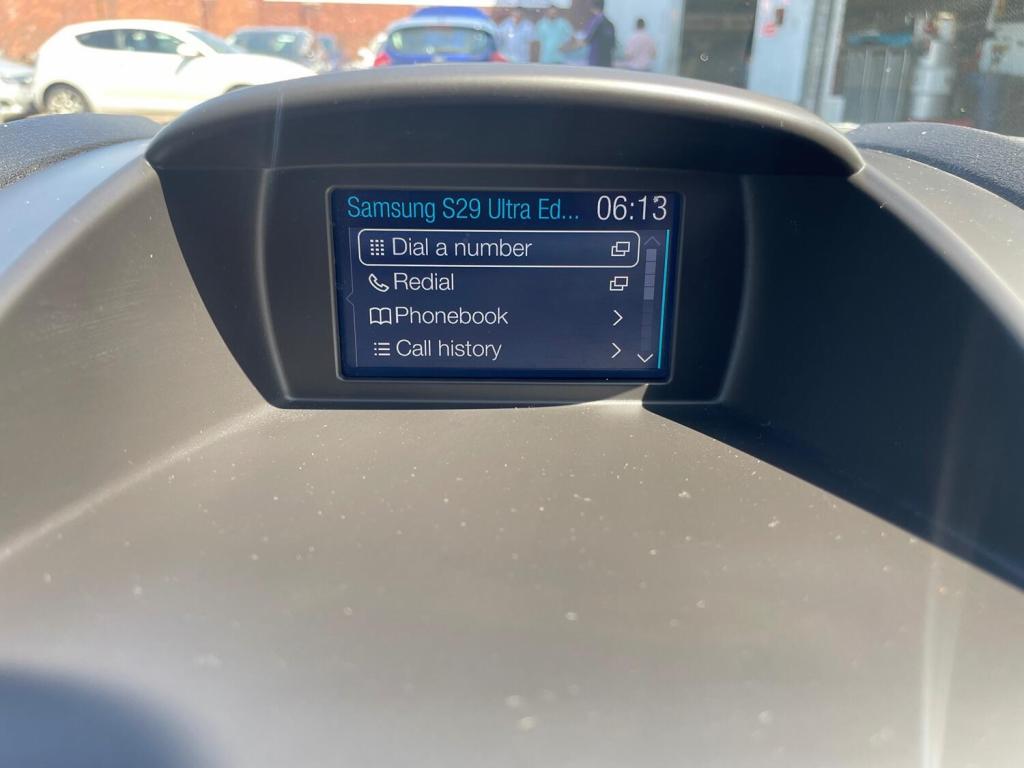 Samsung S29 Ultra Ed... 06:13
Dial a number
Redial
Phonebook
Call history